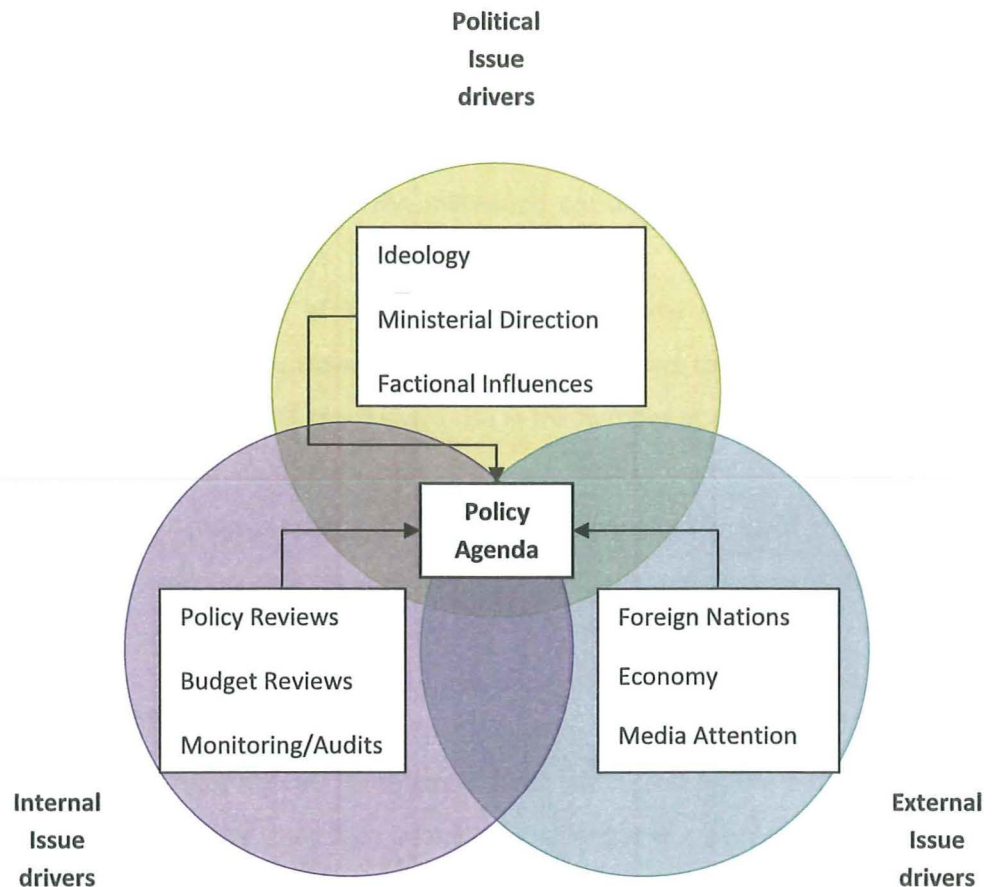 Political
Issue
drivers
Ideology
Ministerial Direction
Factional Influences
Policy
Agenda
Policy Reviews
Budget Reviews
Monitoring/Audits
Foreign Nations
Economy
Media Attention
Internal
Issue
drivers
External
Issue
drivers